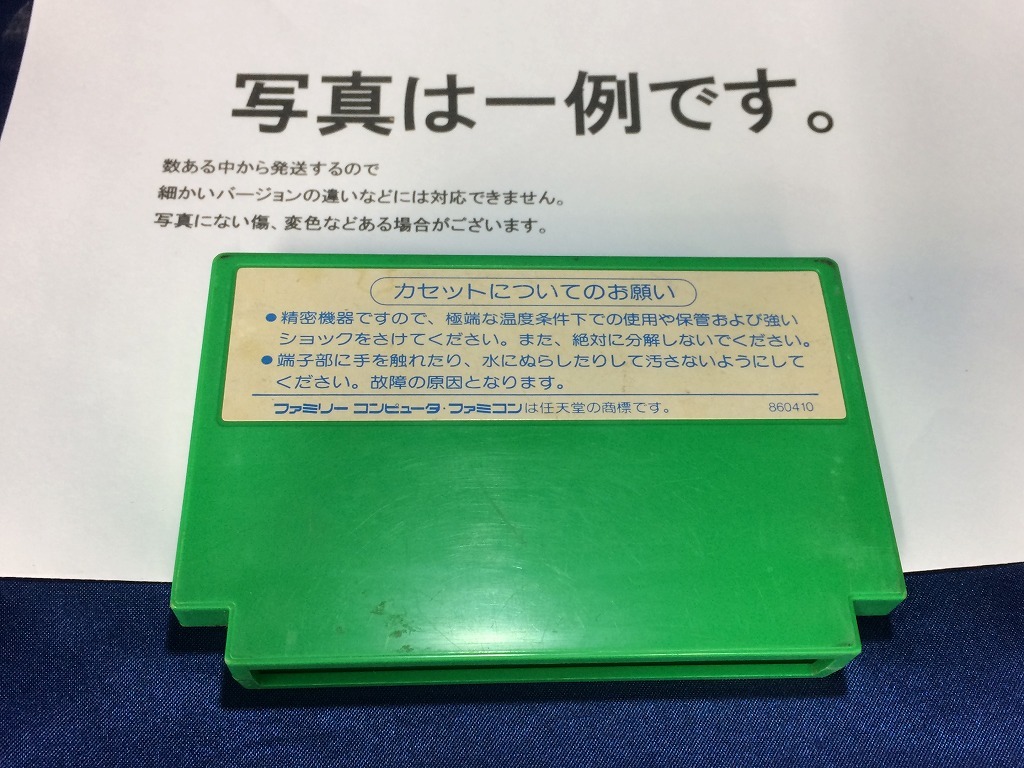 写真は一例です。
数ある中から発送するので
細かいバージョンの違いなどには対応できません。
写真にない傷、変色などある場合がございます。
カセットについてのお願い
●精密機器ですので、極端な温度条件下での使用や保管および強い
ショックをさけてください。また、絶対に分解しないでください。
●端子部に手を触れたり、水にぬらしたりして汚さないようにして
ください。故障の原因となります。
ファミリーコンピュータ・ファミコンは任天堂の商標です。 860410